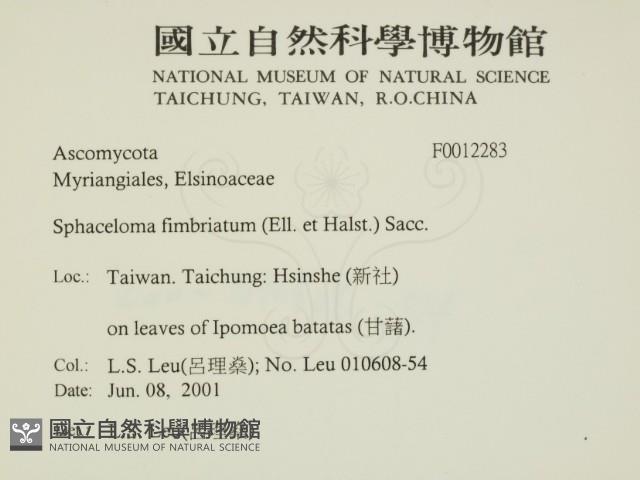 國立自然科學博物館
NATIONAL MUSEUM OF NATURAL SCIENCE
TAICHUNG, TAIWAN, R.O.CHINA
Ascomycota F0012283
Myriangiales, Elsinoaceae
Sphaceloma fimbriatum (Ell. et Halst.) Sacc.
Loc.: Taiwan. Taichung: Hsinshe (新社)
on leaves of Ipomoea batatas (甘藷).
Col.: L.S. Leu(呂理燊); No. Leu 010608-54
Date: Jun. 08, 2001
國立自然科學博物館
NATIONAL MUSEUM OF NATURAL SCIENCE